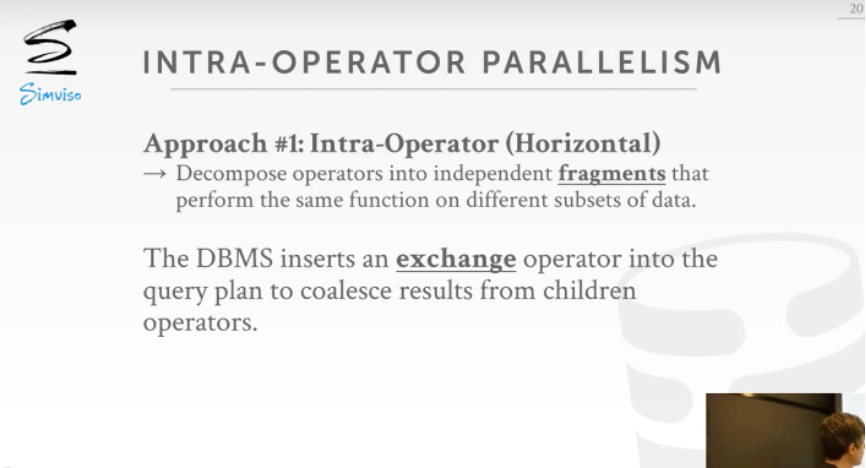 20
Simviso
INTRA-OPERATOR PARALLELISM
Approach #1: Intra-Operator (Horizontal)
→ Decompose operators into independent fragments that
perform the same function on different subsets of data.
The DBMS inserts an exchange operator into the
query plan to coalesce results from children
operators.